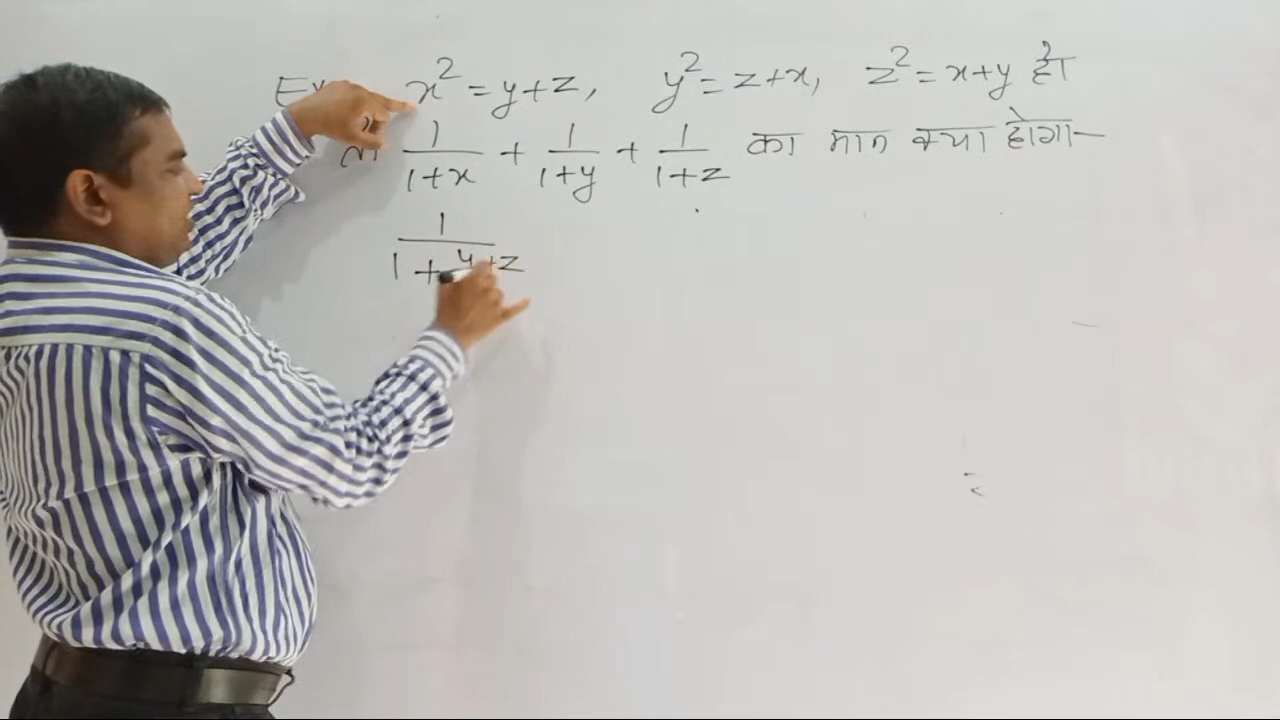 Ex x² = y+z, y² = z+x, z² = x+y हो
1/1+x + 1/1+y + 1/1+z का मान क्या होगा—
1/1+y+z